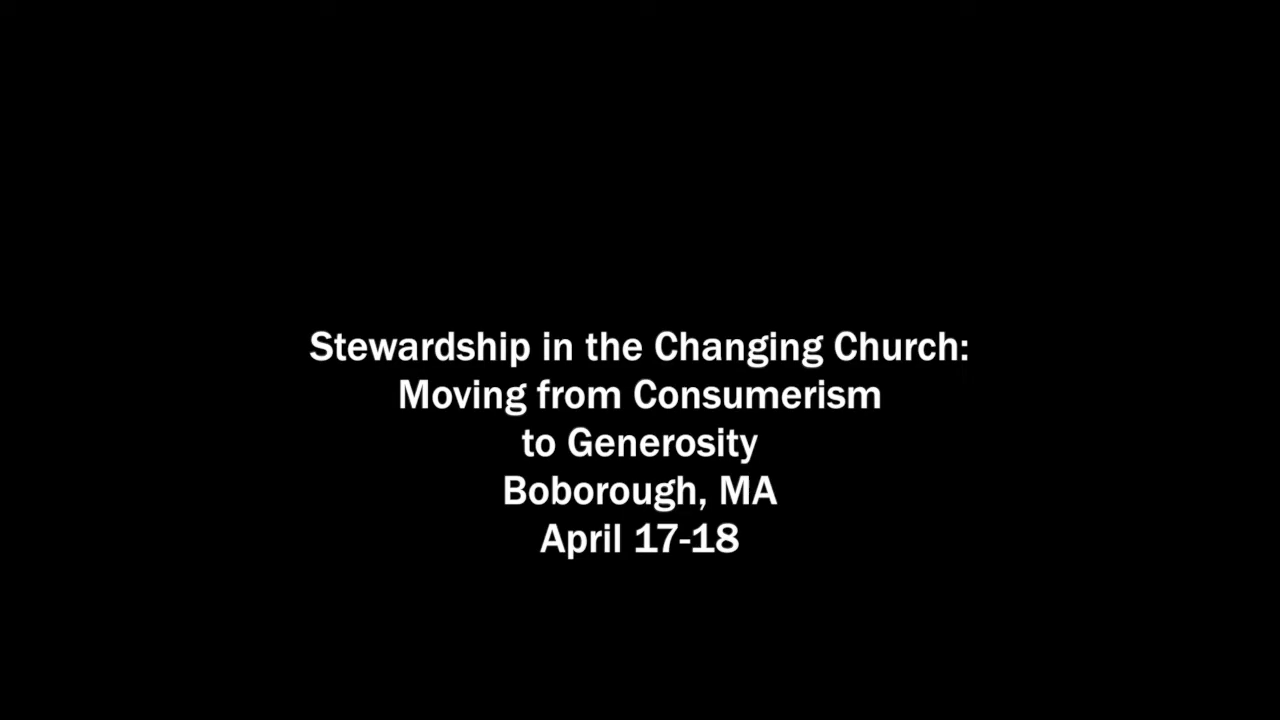 Stewardship in the Changing Church:
Moving from Consumerism
to Generosity
Boborough, MA
April 17-18